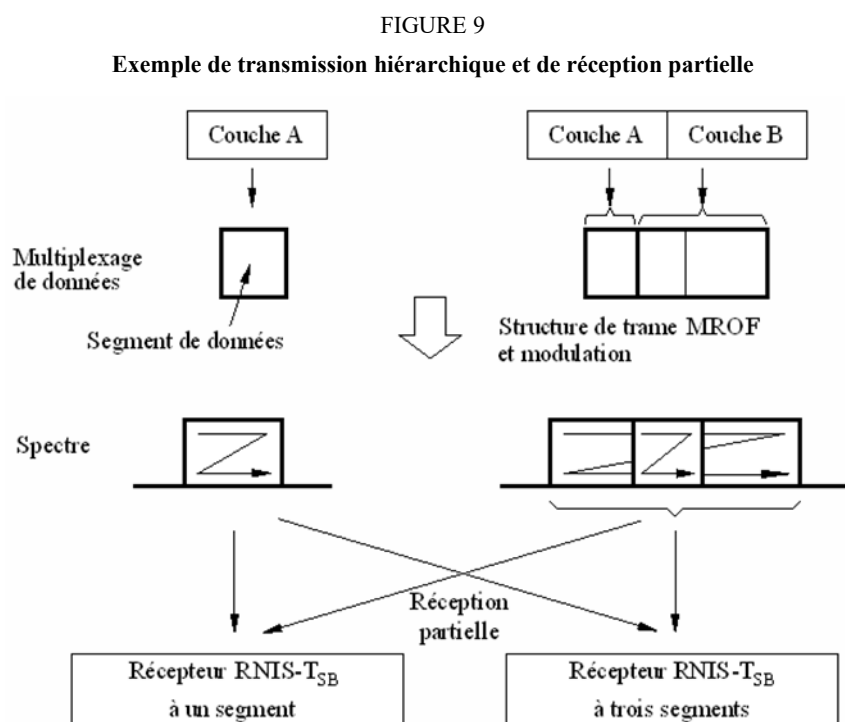 FIGURE 9
Exemple de transmission hiérarchique et de réception partielle
Couche A
Couche A
Couche B
Multiplexage
de données
Segment de données
Structure de trame MROF
et modulation
Spectre
Réception
partielle
Récepteur RNIS-TSB
à un segment
Récepteur RNIS-TSB
à trois segments